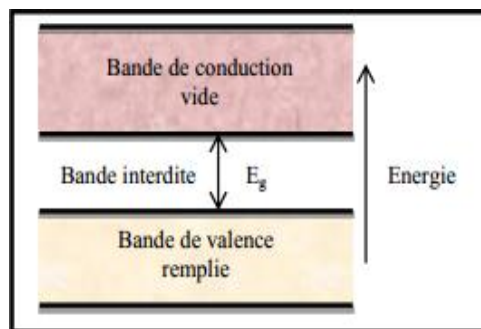 Bande de conduction
vide
Bande interdite
Eg
Energie
Bande de valence
remplie